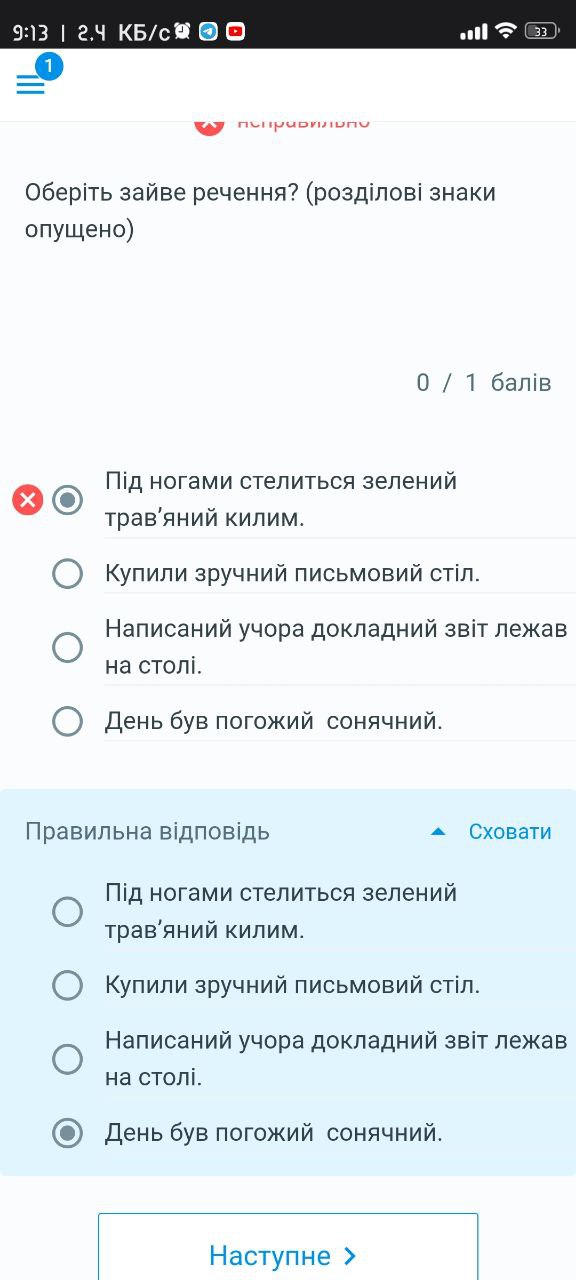 9:13 | 2.4 КБ/с 33
1
неправильно
Оберіть зайве речення? (розділові знаки
опущено)
0 / 1 балів
Під ногами стелиться зелений
трав’яний килим.
Купили зручний письмовий стіл.
Написаний учора докладний звіт лежав
на столі.
День був погожий сонячний.
Правильна відповідь Сховати
Під ногами стелиться зелений
трав’яний килим.
Купили зручний письмовий стіл.
Написаний учора докладний звіт лежав
на столі.
День був погожий сонячний.
Наступне